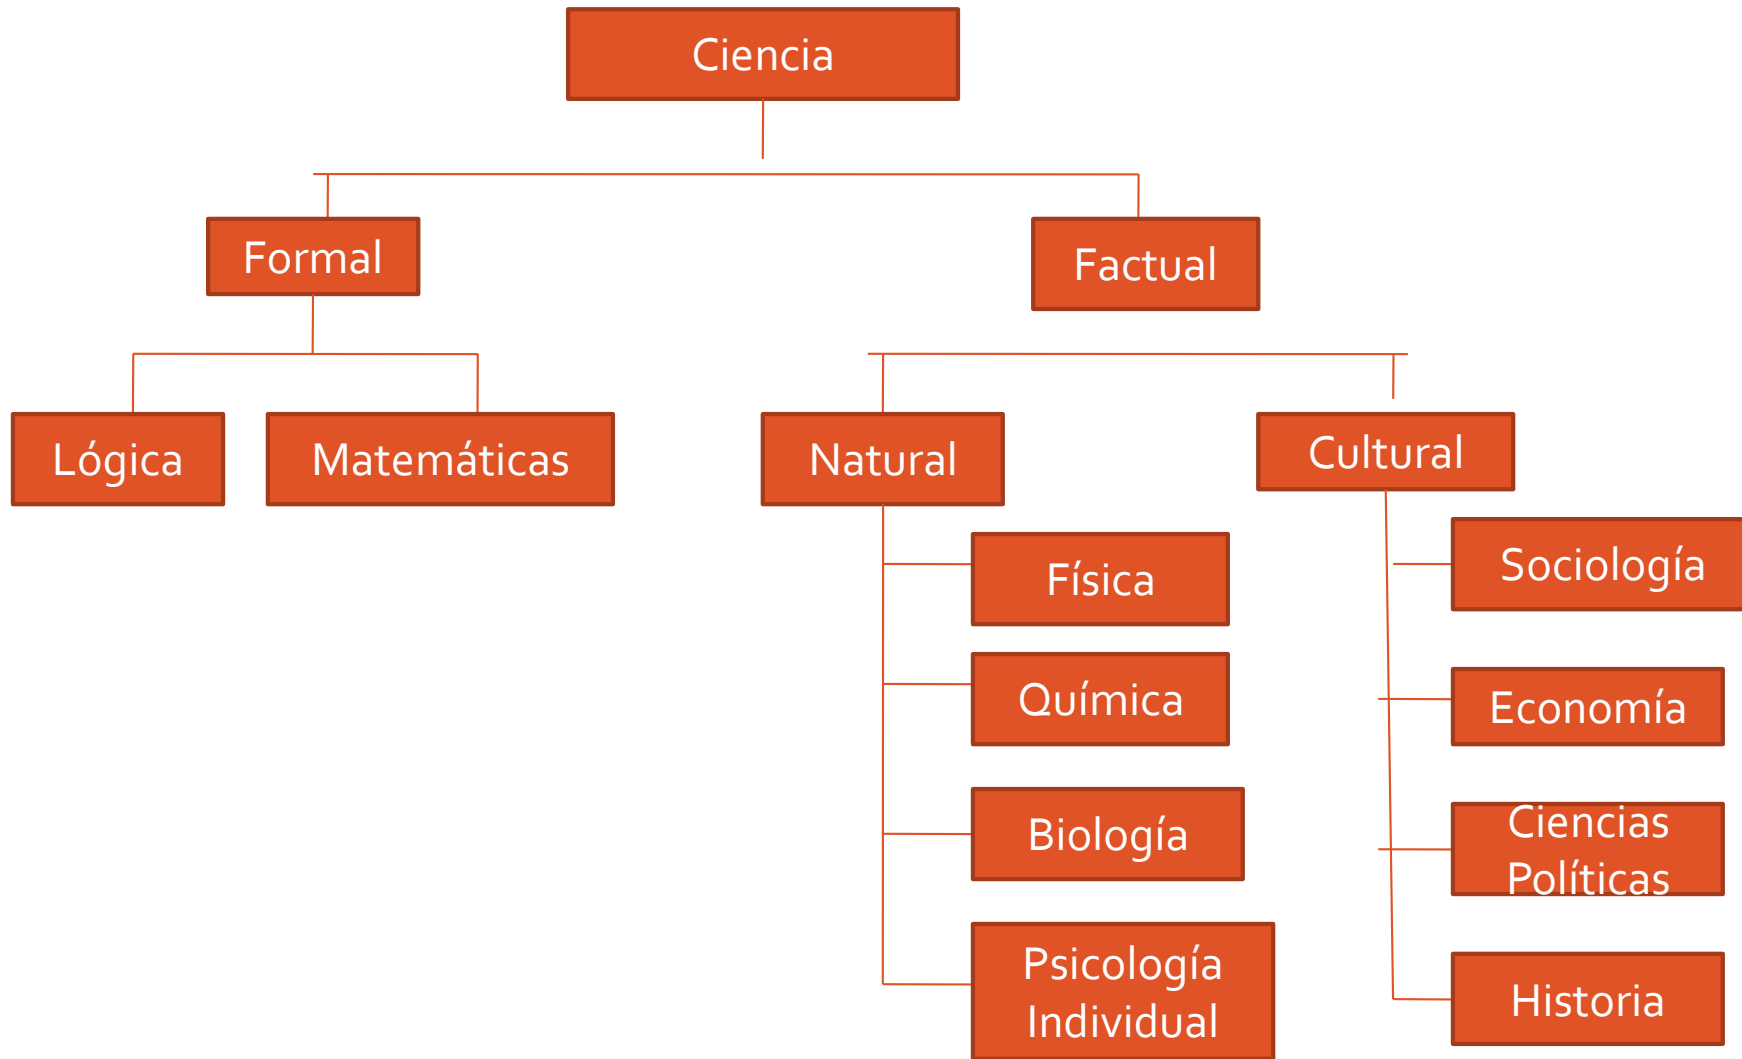 Ciencia
Formal
Factual
Lógica
Matemáticas
Natural
Cultural
Física
Química
Biología
Psicología
Individual
Sociología
Economía
Ciencias
Políticas
Historia